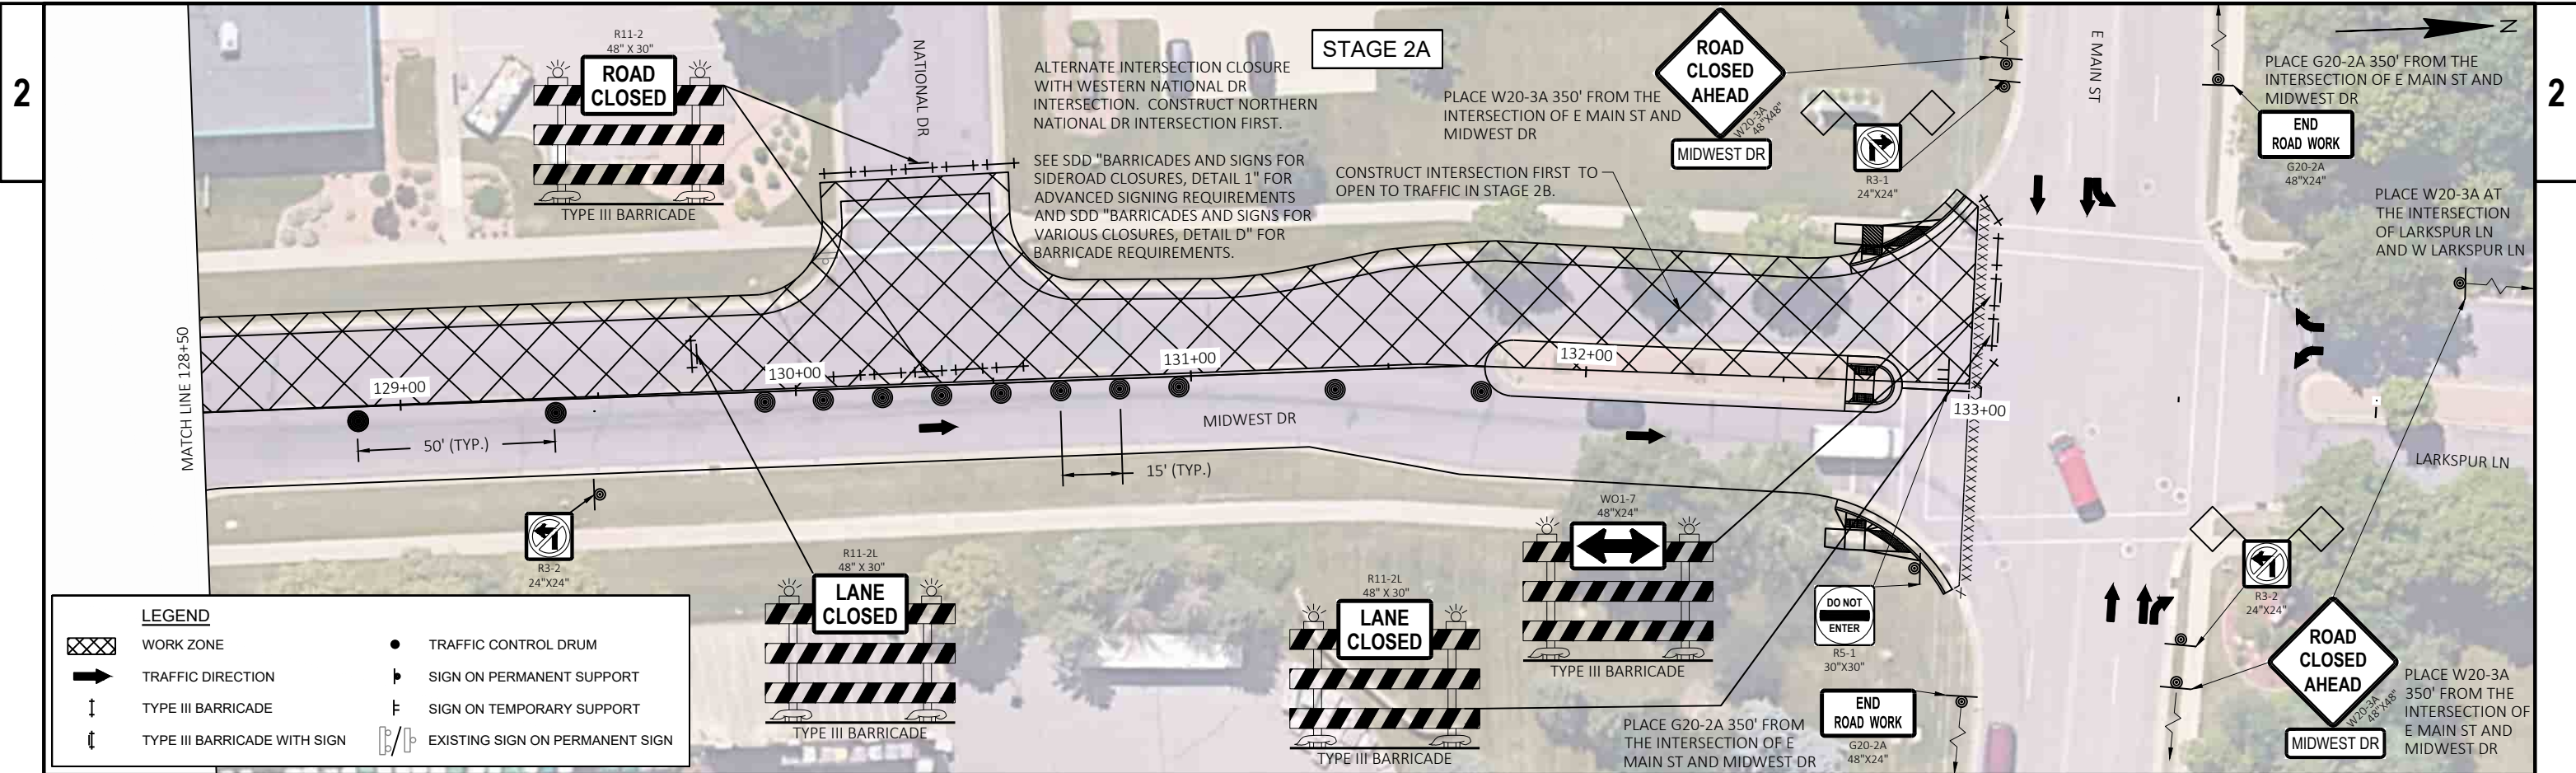 2
STAGE 2A
2
N
R11-2
48" X 30"
ROAD
CLOSED
TYPE III BARRICADE
NATIONAL DR
ALTERNATE INTERSECTION CLOSURE
WITH WESTERN NATIONAL DR
INTERSECTION. CONSTRUCT NORTHERN
NATIONAL DR INTERSECTION FIRST.
SEE SDD "BARRICADES AND SIGNS FOR
SIDEROAD CLOSURES, DETAIL 1" FOR
ADVANCED SIGNING REQUIREMENTS
AND SDD "BARRICADES AND SIGNS FOR
VARIOUS CLOSURES, DETAIL D" FOR
BARRICADE REQUIREMENTS.
PLACE W20-3A 350' FROM THE
INTERSECTION OF E MAIN ST AND
MIDWEST DR
CONSTRUCT INTERSECTION FIRST TO
OPEN TO TRAFFIC IN STAGE 2B.
ROAD
CLOSED
AHEAD
W20-3A
48"X48"
MIDWEST DR
R3-1
24"X24"
E MAIN ST
PLACE G20-2A 350' FROM THE
INTERSECTION OF E MAIN ST AND
MIDWEST DR
END
ROAD WORK
G20-2A
48"X24"
PLACE W20-3A AT
THE INTERSECTION
OF LARKSPUR LN
AND W LARKSPUR LN
MATCH LINE 128+50
129+00
130+00
131+00
132+00
133+00
50' (TYP.)
15' (TYP.)
MIDWEST DR
LARKSPUR LN
R3-2
24"X24"
R11-2L
48" X 30"
LANE
CLOSED
TYPE III BARRICADE
R11-2L
48" X 30"
LANE
CLOSED
TYPE III BARRICADE
WO1-7
48"X24"
TYPE III BARRICADE
DO NOT
ENTER
R5-1
30"X30"
PLACE G20-2A 350' FROM
THE INTERSECTION OF E
MAIN ST AND MIDWEST DR
END
ROAD WORK
G20-2A
48"X24"
R3-2
24"X24"
ROAD
CLOSED
AHEAD
W20-3A
48"X48"
MIDWEST DR
PLACE W20-3A
350' FROM THE
INTERSECTION OF
E MAIN ST AND
MIDWEST DR
LEGEND
WORK ZONE
TRAFFIC DIRECTION
TYPE III BARRICADE
TYPE III BARRICADE WITH SIGN
TRAFFIC CONTROL DRUM
SIGN ON PERMANENT SUPPORT
SIGN ON TEMPORARY SUPPORT
EXISTING SIGN ON PERMANENT SIGN